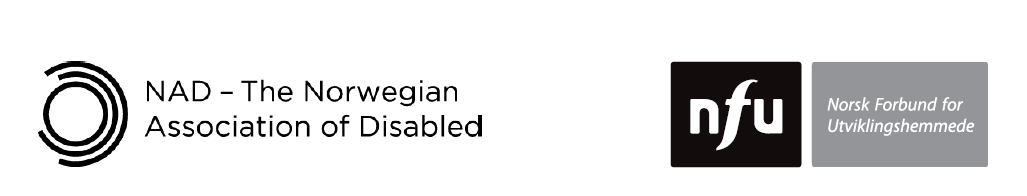 NAD – The Norwegian
Association of Disabled
nfu
Norsk Forbund for
Utviklingshemmede